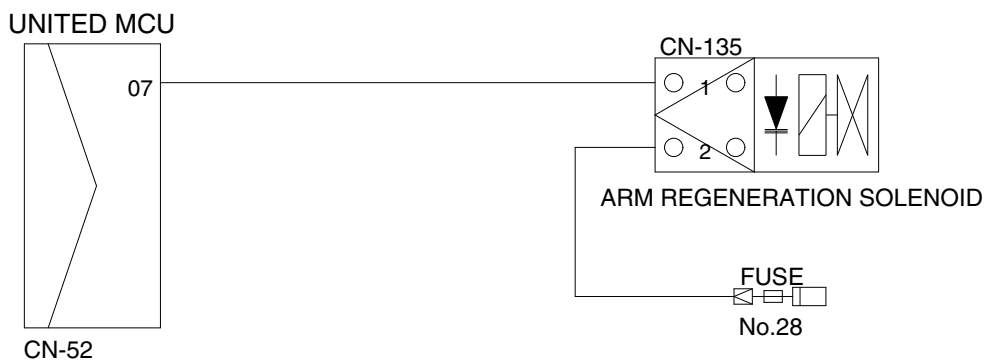 UNITED MCU
CN-135
07
1
2
ARM REGENERATION SOLENOID
FUSE
No.28
CN-52